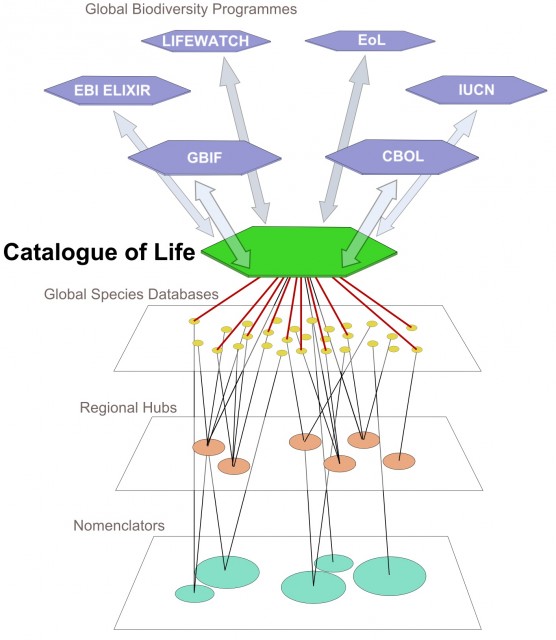 Global Biodiversity Programmes
LIFEWATCH
EoL
EBI ELIXIR
IUCN
GBIF
CBOL
Catalogue of Life
Global Species Databases
Regional Hubs
Nomenclators